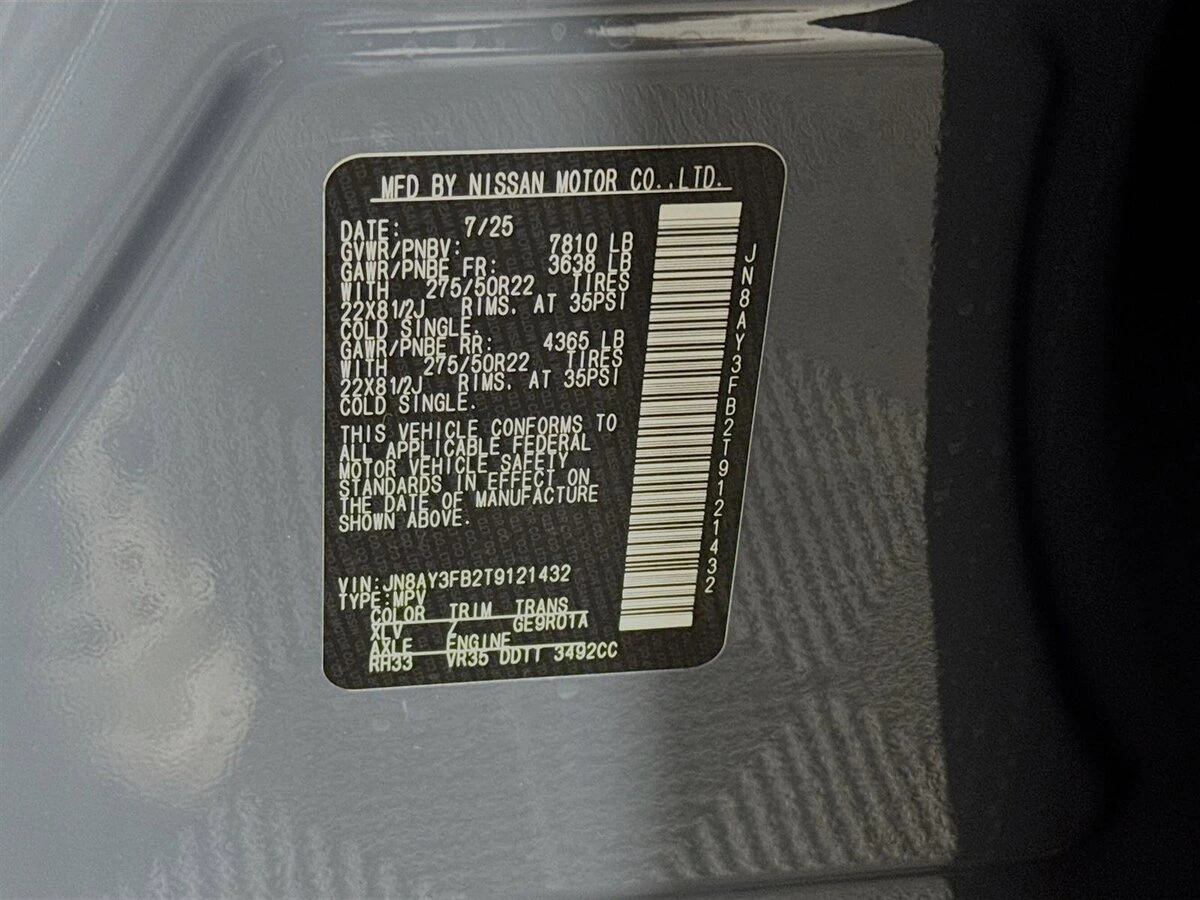 MFD BY NISSAN MOTOR CO.,LTD.
DATE: 7/25
GVWR/PNBV: 7810 LB
GAWR/PNBE FR: 3638 LB
WITH 275/50R22 TIRES
22X81/2J RIMS. AT 35PSI
COLD SINGLE.
GAWR/PNBE RR: 4365 LB
WITH 275/50R22 TIRES
22X81/2J RIMS. AT 35PSI
COLD SINGLE.
THIS VEHICLE CONFORMS TO
ALL APPLICABLE FEDERAL
MOTOR VEHICLE SAFETY
STANDARDS IN EFFECT ON
THE DATE OF MANUFACTURE
SHOWN ABOVE.
VIN:JN8AY3FB2T9121432
TYPE:MPV
COLOR TRIM TRANS
XLV Z GE9R01A
AXLE ENGINE
RH33 VR35 DDTT 3492CC
JN8AY3FB2T9121432